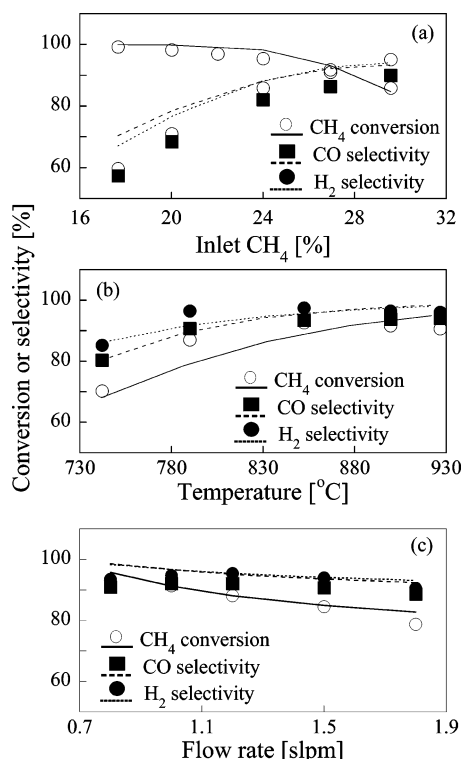 (a)
100
80
60
CH4 conversion
CO selectivity
H2 selectivity
16 20 24 28 32
Inlet CH4 [%]
Conversion or selectivity [%]
(b)
100
80
60
CH4 conversion
CO selectivity
H2 selectivity
730 780 830 880 930
Temperature [°C]
(c)
100
80
60
CH4 conversion
CO selectivity
H2 selectivity
0.7 1.1 1.5 1.9
Flow rate [slpm]